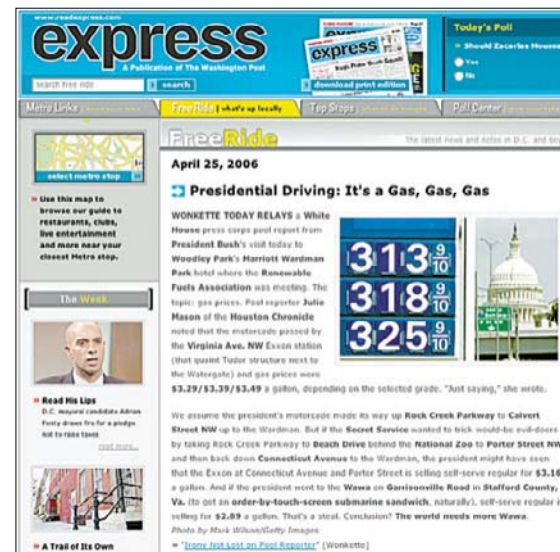 www.readexpress.com
express
A Publication of The Washington Post
search free ride
search
express
download print edition
Today's Poll
Should Zacarias Mouss
Yes
No
Metro Links
FreeRide | what's up locally
Top Stops
Poll Center
FreeRide
The latest news and notes in D.C. and bey
select metro stop
Use this map to
browse our guide to
restaurants, clubs,
live entertainment
and more near your
closest Metro stop.
The Week
Read His Lips
D.C. mayoral candidate Adrian
Fenty draws fire for a pledge
not to raise taxes
read more...
A Trail of Its Own
April 25, 2006
Presidential Driving: It's a Gas, Gas, Gas
WONKETTE TODAY RELAYS a White
House press corps pool report from
President Bush's visit today to
Woodley Park's Marriott Wardman
Park hotel where the Renewable
Fuels Association was meeting. The
topic: gas prices. Pool reporter Julie
Mason of the Houston Chronicle
noted that the motorcade passed by
the Virginia Ave. NW Exxon station
(that quaint Tudor structure next to
the Watergate) and gas prices were
$3.29/$3.39/$3.49 a gallon, depending on the selected grade. "Just saying," she wrote.
313 9/10
318 9/10
325 9/10
We assume the president's motorcade made its way up Rock Creek Parkway to Calvert
Street NW up to the Wardman. But if the Secret Service wanted to trick would-be evil-doers
by taking Rock Creek Parkway to Beach Drive behind the National Zoo to Porter Street NW
and then back down Connecticut Avenue to the Wardman, the president might have seen
that the Exxon at Connecticut Avenue and Porter Street is selling self-serve regular for $3.16
a gallon. And if the president went to the Wawa on Garrisonville Road in Stafford County,
Va. (to get an order-by-touch-screen submarine sandwich, naturally), self-serve regular is
selling for $2.89 a gallon. That's a steal. Conclusion? The world needs more Wawa.
Photo by Mark Wilson/Getty Images
= "Irony Not Lost on Pool Reporter" [Wonkette]